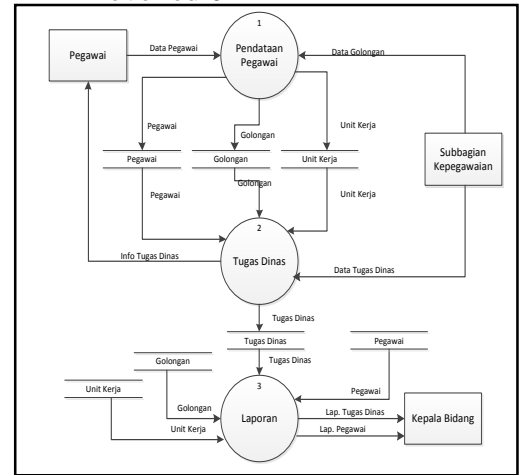 1
Pendataan
Pegawai
Pegawai
Data Pegawai
Data Golongan
Pegawai
Golongan
Unit Kerja
Pegawai
Golongan
Unit Kerja
Subbagian
Kepegawaian
Pegawai
Golongan
Unit Kerja
2
Tugas Dinas
Info Tugas Dinas
Data Tugas Dinas
Tugas Dinas
Tugas Dinas
Tugas Dinas
Pegawai
Golongan
Unit Kerja
3
Laporan
Golongan
Unit Kerja
Pegawai
Lap. Tugas Dinas
Lap. Pegawai
Kepala Bidang